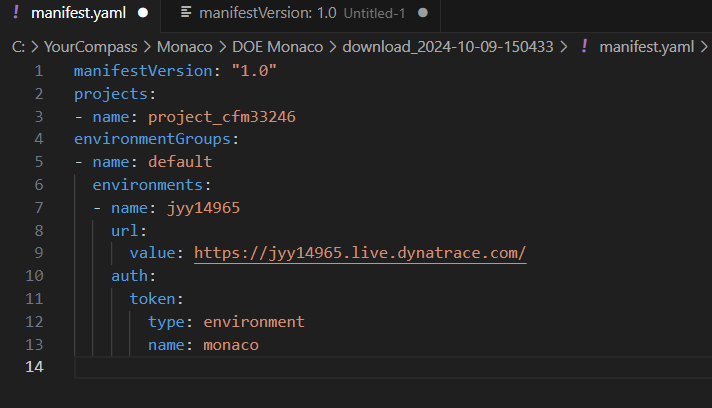 ! manifest.yaml
manifestVersion: 1.0 Untitled-1
C: > YourCompass > Monaco > DOE Monaco > download_2024-10-09-150433 > ! manifest.yaml >
1 manifestVersion: "1.0"
2 projects:
3 - name: project_cfm33246
4 environmentGroups:
5 - name: default
6   environments:
7   - name: jyy14965
8     url:
9       value: https://jyy14965.live.dynatrace.com/
10     auth:
11       token:
12         type: environment
13         name: monaco
14